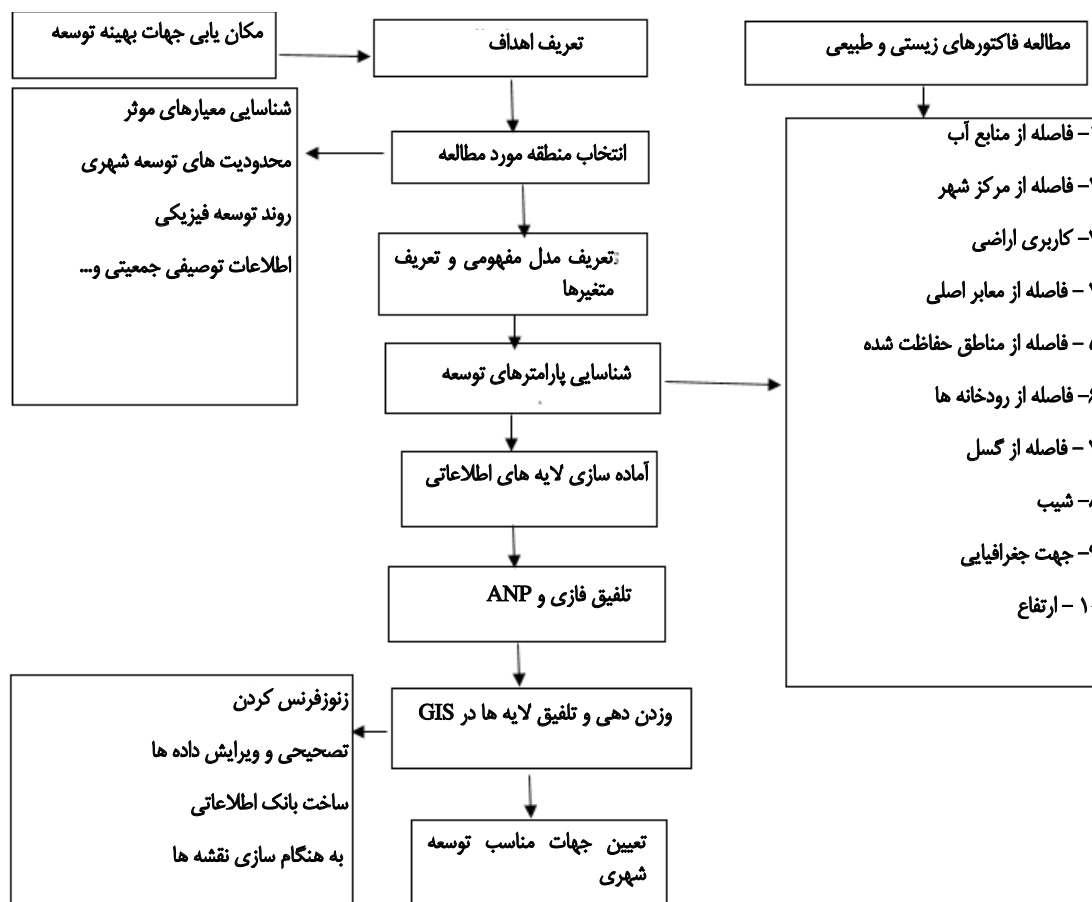 مکان یابی جهات بهینه توسعه
تعریف اهداف
مطالعه فاکتورهای زیستی و طبیعی
شناسایی معیارهای موثر
محدودیت های توسعه شهری
روند توسعه فیزیکی
اطلاعات توصیفی جمعیتی و...
انتخاب منطقه مورد مطالعه
تعریف مدل مفهومی و تعریف
متغیرها
شناسایی پارامترهای توسعه
– فاصله از منابع آب
– فاصله از مرکز شهر
– کاربری اراضی
– فاصله از معابر اصلی
– فاصله از مناطق حفاظت شده
– فاصله از رودخانه ها
– فاصله از گسل
– شیب
– جهت جغرافیایی
– ارتفاع
آماده سازی لایه های اطلاعاتی
تلفیق فازی و ANP
وزدن دهی و تلفیق لایه ها در GIS
زنوزفرنس کردن
تصحیحی و ویرایش داده ها
ساخت بانک اطلاعاتی
به هنگام سازی نقشه ها
تعیین جهات مناسب توسعه
شهری